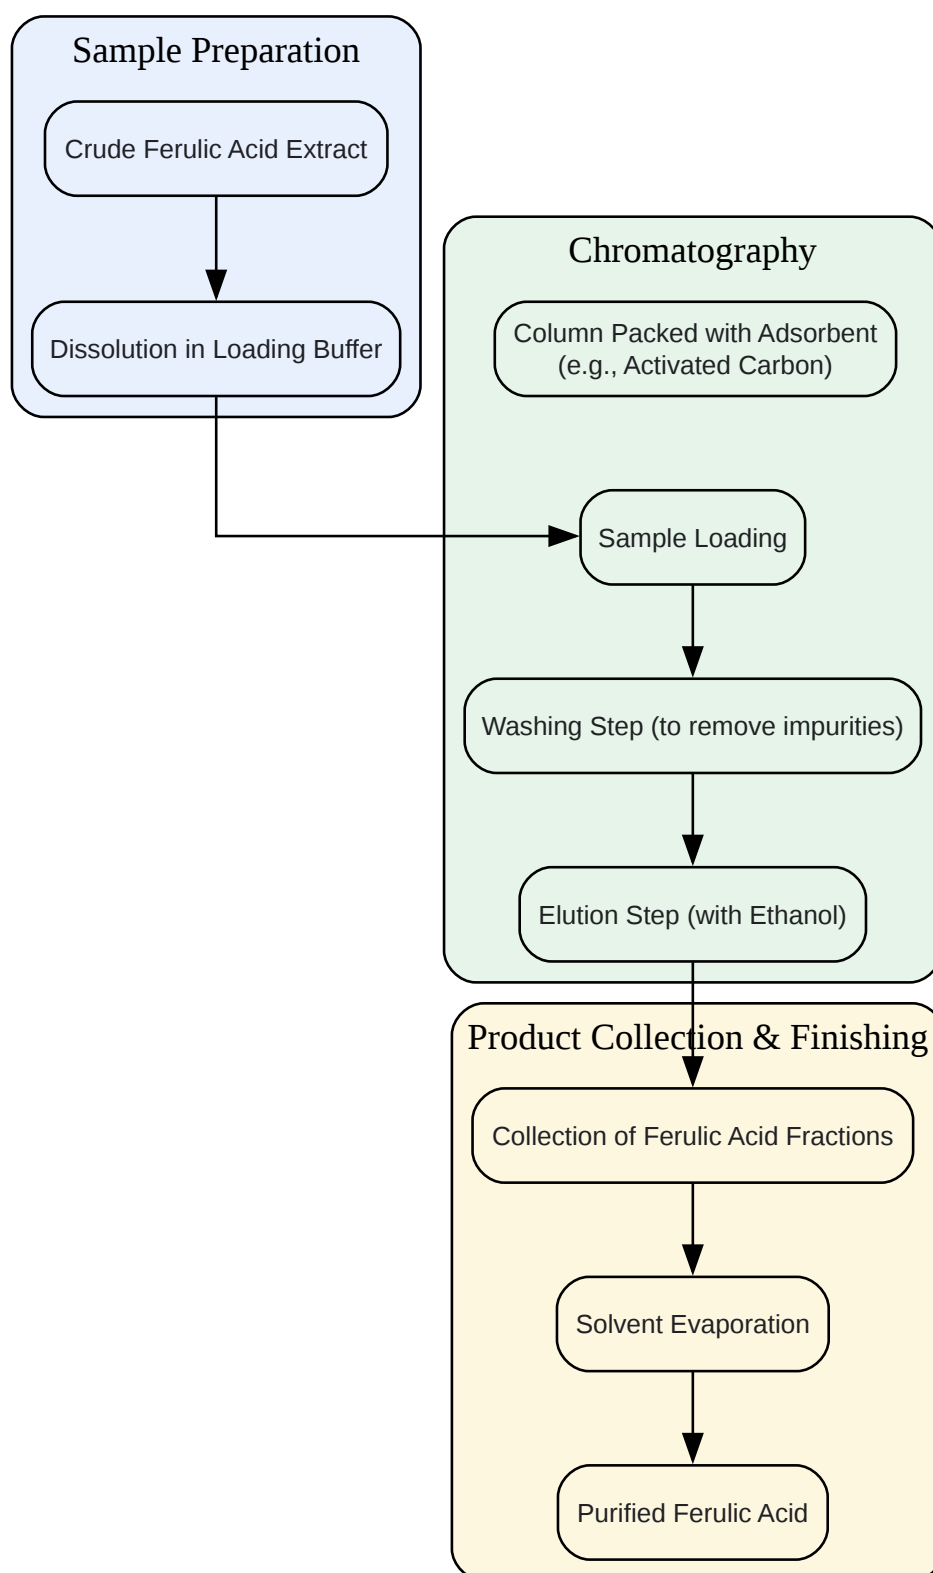 Sample Preparation
Crude Ferulic Acid Extract
Dissolution in Loading Buffer
Chromatography
Column Packed with Adsorbent
(e.g., Activated Carbon)
Sample Loading
Washing Step (to remove impurities)
Elution Step (with Ethanol)
Product Collection & Finishing
Collection of Ferulic Acid Fractions
Solvent Evaporation
Purified Ferulic Acid